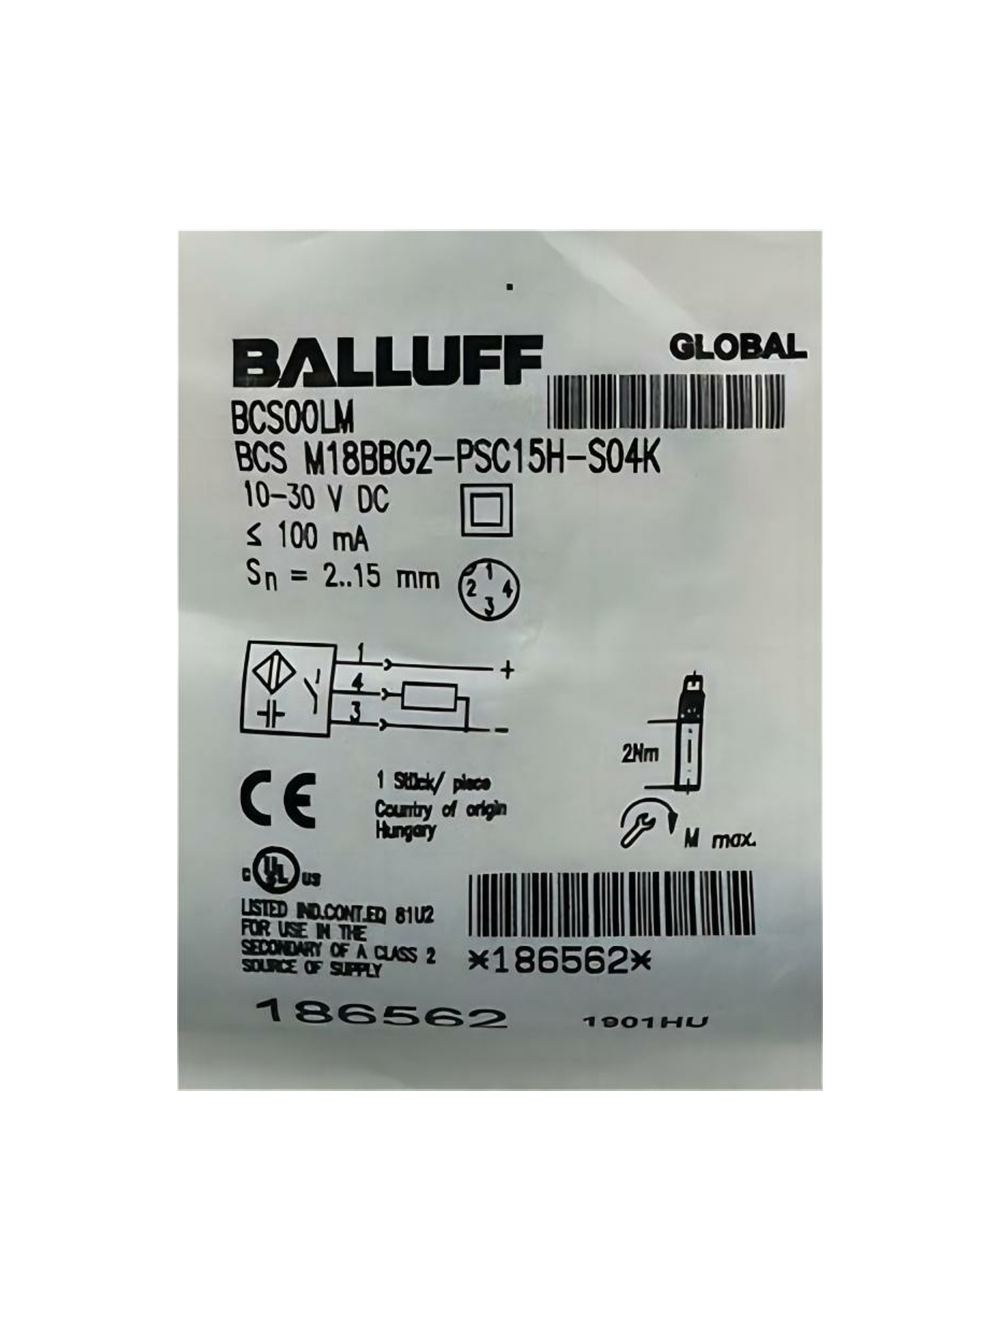 BALLUFF
GLOBAL
BCS00LM
BCS M18BBG2-PSC15H-S04K
10-30 V DC
≤ 100 mA
Sn = 2..15 mm
1
2 4
3
1
+
4
3
-
2Nm
CE
1 Stück/ piece
Country of origin
Hungary
M max.
C UL US
LISTED IND.CONT.EQ 81U2
FOR USE IN THE
SECONDARY OF A CLASS 2
SOURCE OF SUPPLY
*186562*
186562
1901HU